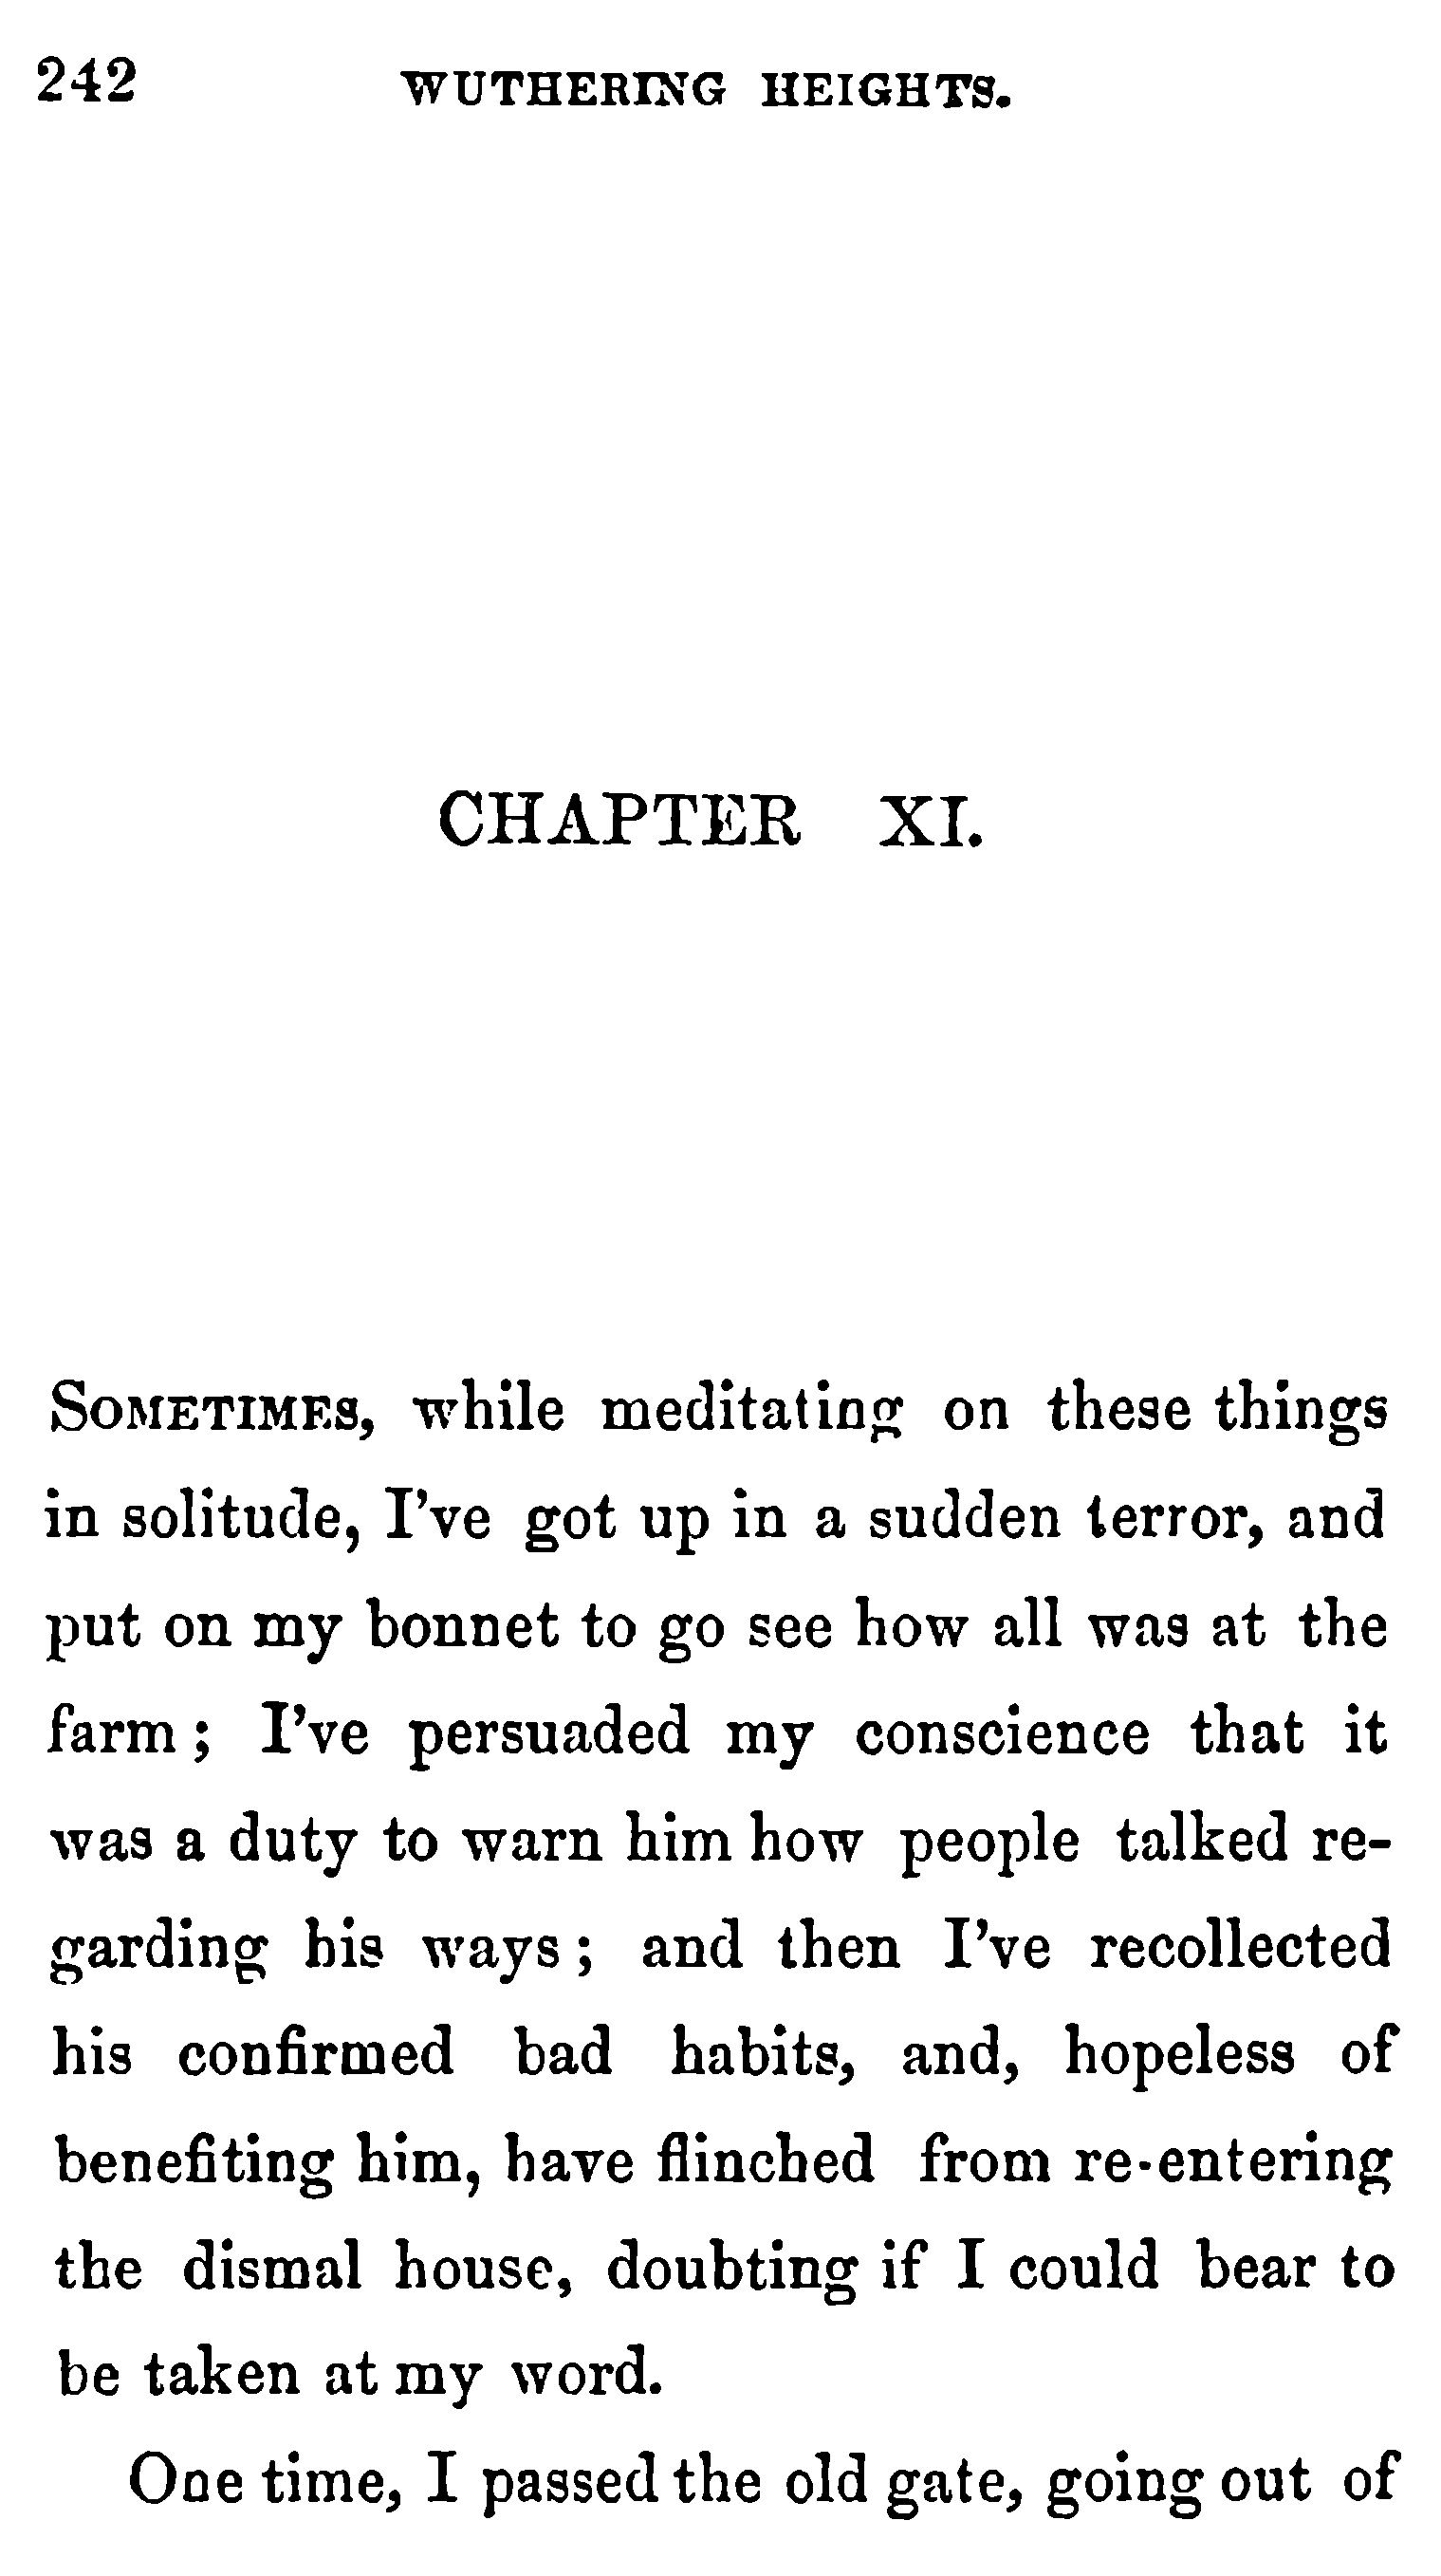 242 WUTHERING HEIGHTS.
CHAPTER XI.
SOMETIMES, while meditating on these things
in solitude, I've got up in a sudden terror, and
put on my bonnet to go see how all was at the
farm; I've persuaded my conscience that it
was a duty to warn him how people talked re-
garding his ways; and then I've recollected
his confirmed bad habits, and, hopeless of
benefiting him, have flinched from re-entering
the dismal house, doubting if I could bear to
be taken at my word.
One time, I passed the old gate, going out of